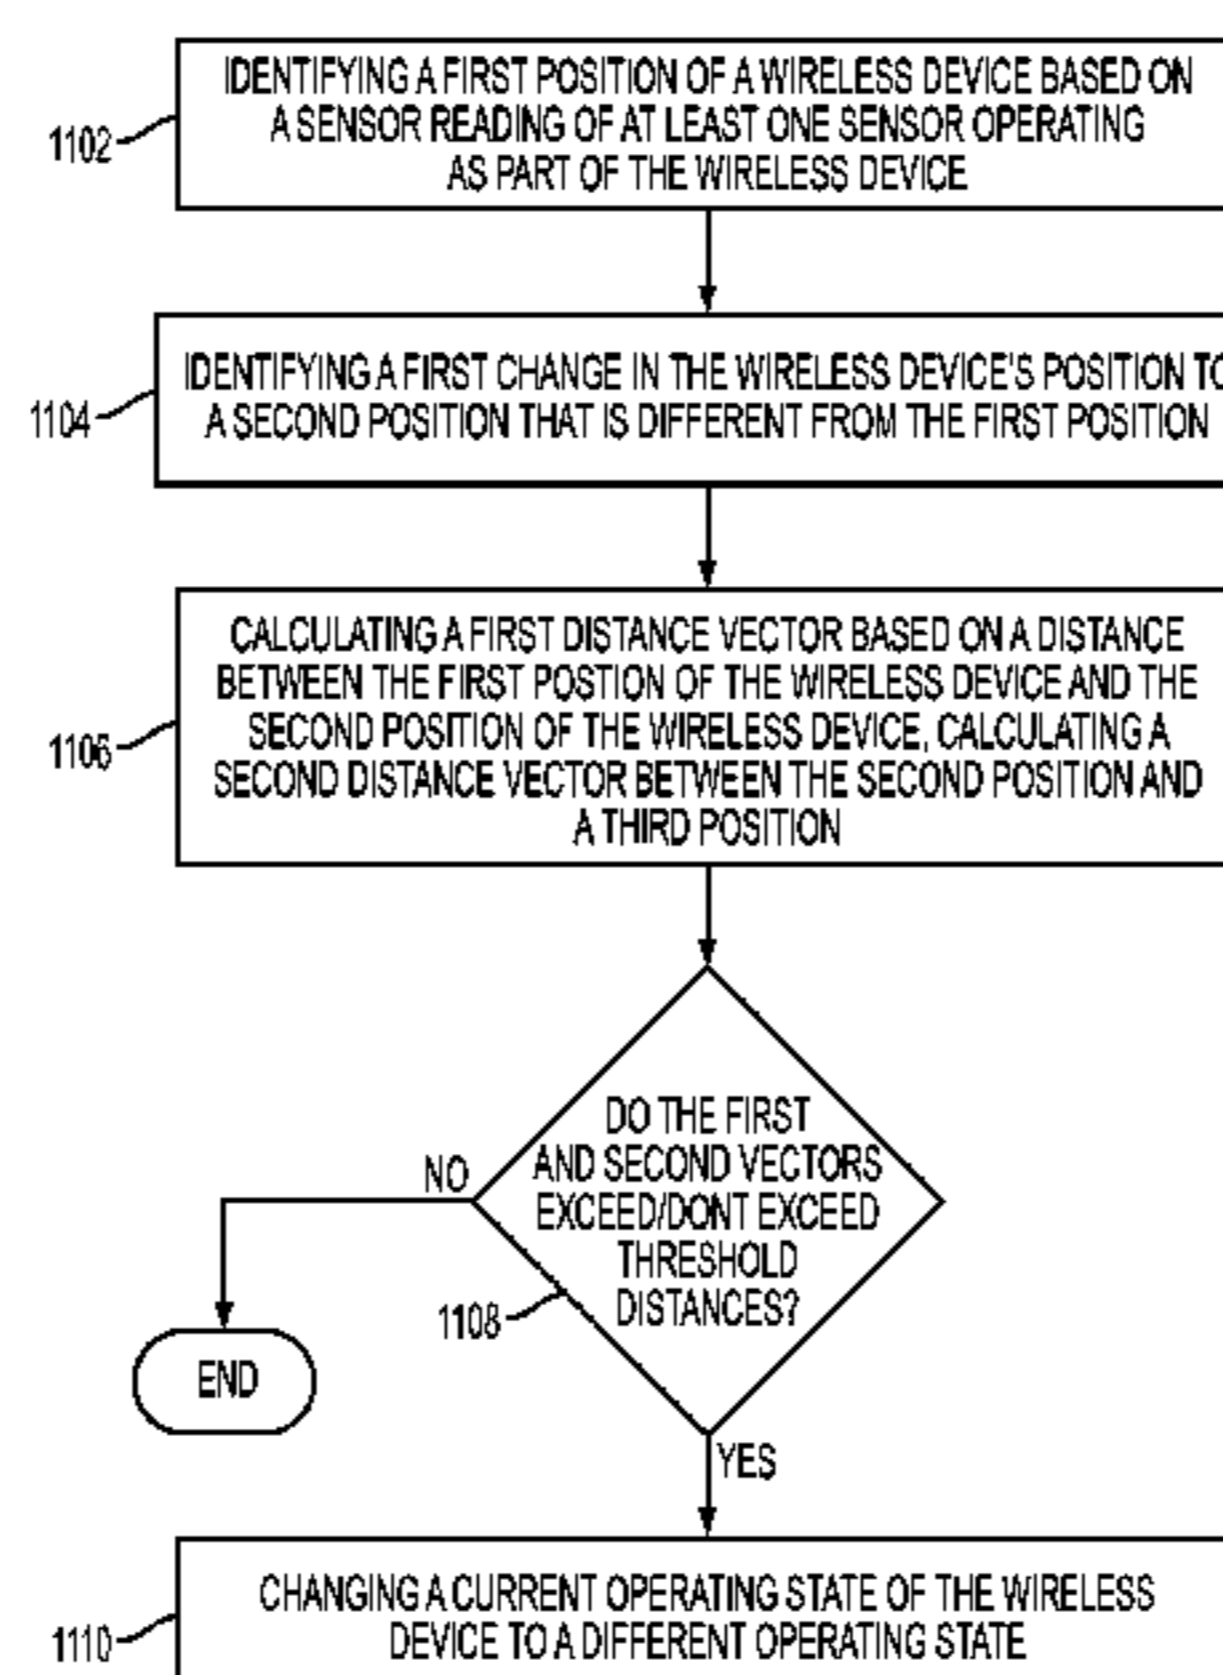 IDENTIFYING A FIRST POSITION OF A WIRELESS DEVICE BASED ON
A SENSOR READING OF AT LEAST ONE SENSOR OPERATING
AS PART OF THE WIRELESS DEVICE
1102
IDENTIFYING A FIRST CHANGE IN THE WIRELESS DEVICE'S POSITION TO
A SECOND POSITION THAT IS DIFFERENT FROM THE FIRST POSITION
1104
CALCULATING A FIRST DISTANCE VECTOR BASED ON A DISTANCE
BETWEEN THE FIRST POSTION OF THE WIRELESS DEVICE AND THE
SECOND POSITION OF THE WIRELESS DEVICE, CALCULATING A
SECOND DISTANCE VECTOR BETWEEN THE SECOND POSITION AND
A THIRD POSITION
1106
DO THE FIRST
AND SECOND VECTORS
EXCEED/DONT EXCEED
THRESHOLD
DISTANCES?
NO
1108
END
YES
CHANGING A CURRENT OPERATING STATE OF THE WIRELESS
DEVICE TO A DIFFERENT OPERATING STATE
1110